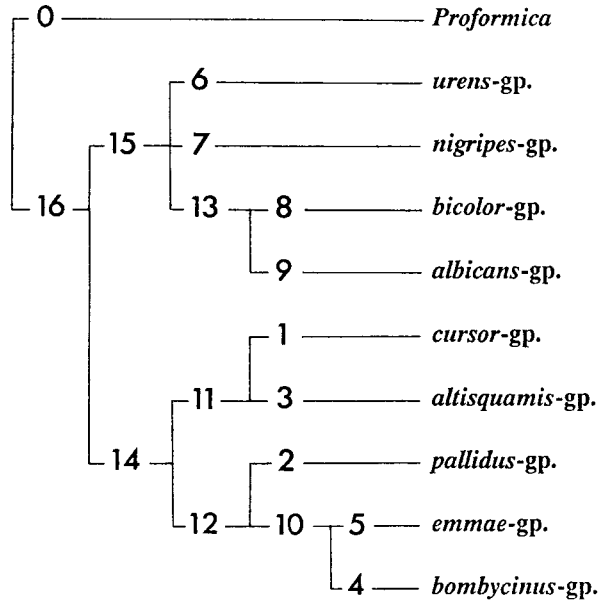 0 Proformica
6 urens-gp.
15 7 nigripes-gp.
16 13 8 bicolor-gp.
9 albicans-gp.
1 cursor-gp.
11 3 altisquamis-gp.
14 2 pallidus-gp.
12 10 5 emmae-gp.
4 bombycinus-gp.